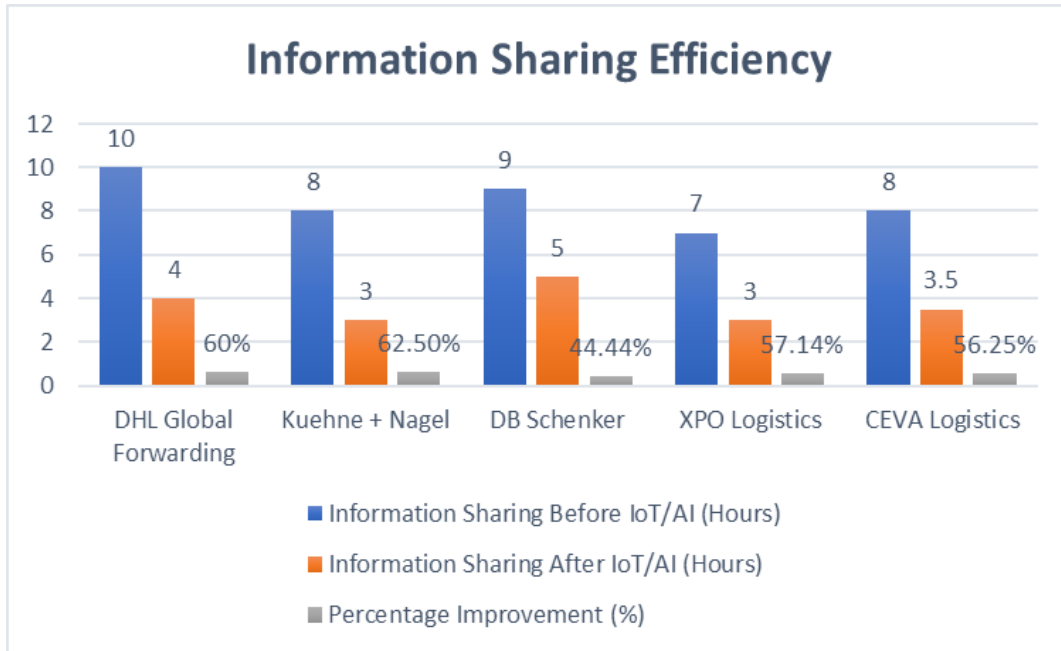 Information Sharing Efficiency
12
10
8
6
4
2
0
10
4
60%
8
3
62.50%
9
5
44.44%
7
3
57.14%
8
3.5
56.25%
DHL Global
Forwarding
Kuehne + Nagel
DB Schenker
XPO Logistics
CEVA Logistics
Information Sharing Before IoT/AI (Hours)
Information Sharing After IoT/AI (Hours)
Percentage Improvement (%)